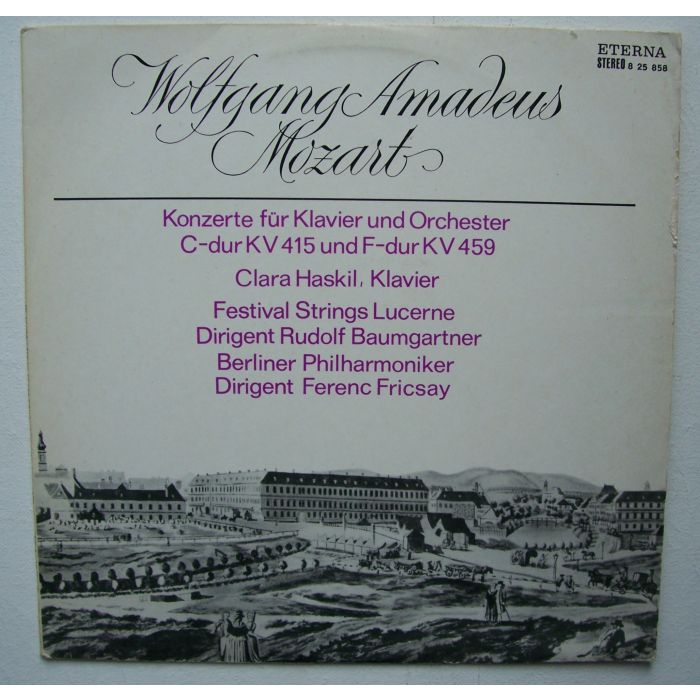 ETERNA
STEREO 8 25 858
Wolfgang Amadeus
Mozart
Konzerte für Klavier und Orchester
C-dur KV 415 und F-dur KV 459
Clara Haskil, Klavier
Festival Strings Lucerne
Dirigent Rudolf Baumgartner
Berliner Philharmoniker
Dirigent Ferenc Fricsay